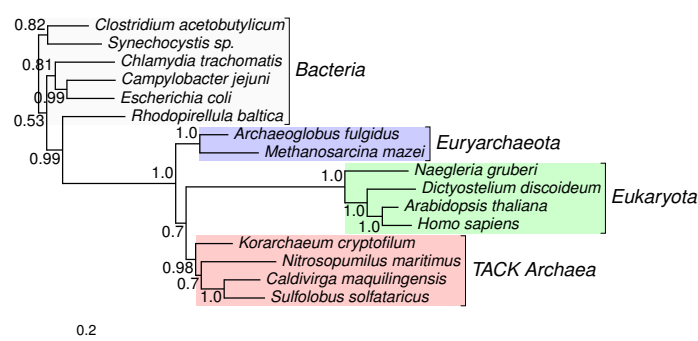 0.82
Clostridium acetobutylicum
Synechocystis sp.
0.81
Chlamydia trachomatis
Bacteria
Campylobacter jejuni
0.99
Escherichia coli
0.53
Rhodopirellula baltica
1.0
Archaeoglobus fulgidus
Euryarchaeota
0.99
Methanosarcina mazei
1.0
1.0
Naegleria gruberi
Dictyostelium discoideum
Eukaryota
1.0
Arabidopsis thaliana
1.0
Homo sapiens
0.7
Korarchaeum cryptofilum
0.98
Nitrosopumilus maritimus
TACK Archaea
0.7
Caldivirga maquilingensis
1.0
Sulfolobus solfataricus
0.2